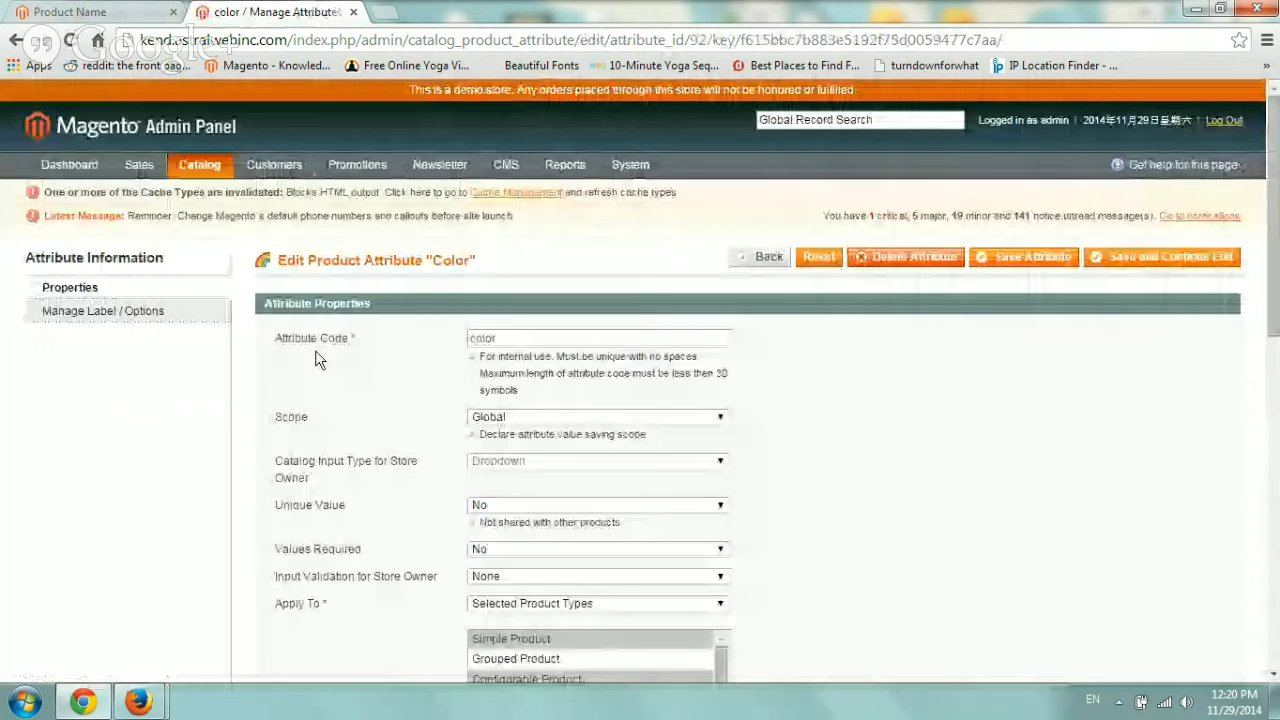 Product Name
color / Manage Attribute
Google+
kend.ustraiwebinc.com/index.php/admin/catalog_product_attribute/edit/attribute_id/92/key/f615bbc7b883e5192f75d0059477c7aa/
Apps
reddit: the front pag...
Magento - Knowled...
Free Online Yoga Vi...
Beautiful Fonts
10-Minute Yoga Seq...
Best Places to Find F...
turndownforwhat
IP Location Finder - ...
»
This is a demo store. Any orders placed through this store will not be honored or fulfilled.
Magento Admin Panel
Global Record Search
Logged in as admin | 2014年11月29日星期六 | Log Out
Dashboard
Sales
Catalog
Customers
Promotions
Newsletter
CMS
Reports
System
Get help for this page
One or more of the Cache Types are invalidated: Blocks HTML output. Click here to go to Cache Management and refresh cache types
Latest Message: Reminder: Change Magento's default phone numbers and callouts before site launch
You have 1 critical, 5 major, 19 minor and 141 notice unread message(s). Go to notifications
Attribute Information
Properties
Manage Label / Options
Edit Product Attribute "Color"
Back
Reset
Delete Attribute
Save Attribute
Save and Continue Edit
Attribute Properties
Attribute Code *
color
For internal use. Must be unique with no spaces.
Maximum length of attribute code must be less then 30
symbols
Scope
Global
Declare attribute value saving scope
Catalog Input Type for Store
Owner
Dropdown
Unique Value
No
Not shared with other products
Values Required
No
Input Validation for Store Owner
None
Apply To *
Selected Product Types
Simple Product
Grouped Product
Configurable Product
EN
12:20 PM
11/29/2014